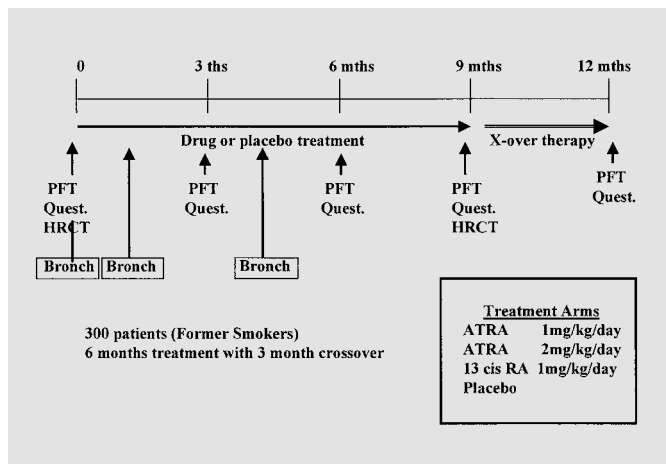 0 3 ths 6 mths 9 mths 12 mths
Drug or placebo treatment X-over therapy
PFT
Quest.
HRCT
PFT
Quest.
PFT
Quest.
PFT
Quest.
HRCT
PFT
Quest.
Bronch Bronch Bronch
300 patients (Former Smokers)
6 months treatment with 3 month crossover
Treatment Arms
ATRA 1mg/kg/day
ATRA 2mg/kg/day
13 cis RA 1mg/kg/day
Placebo